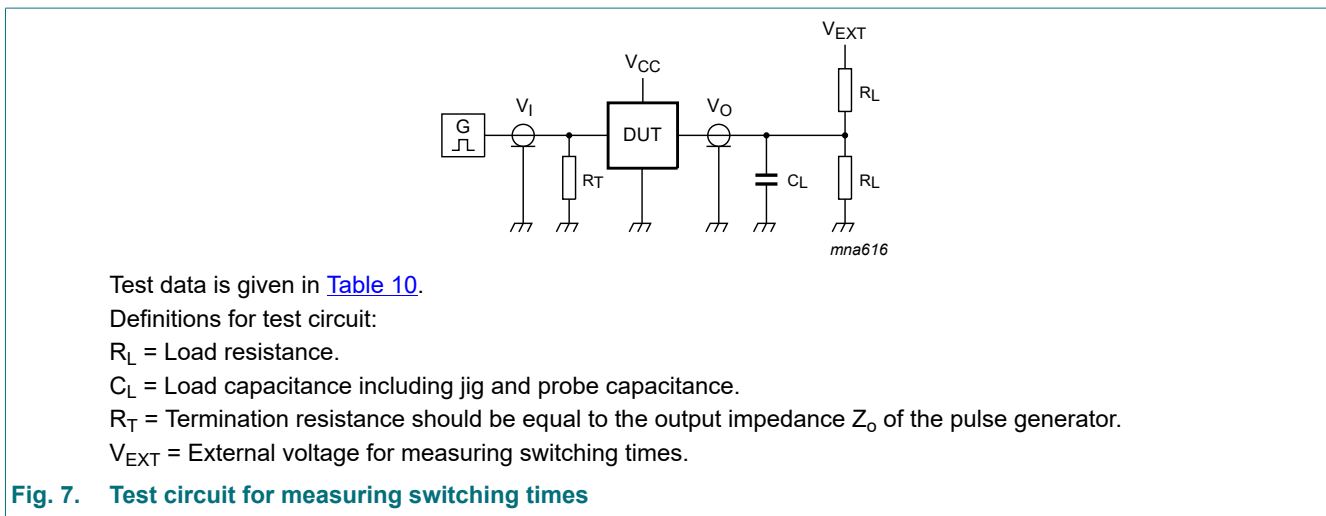 VEXT
VCC
RL
VI
VO
G
DUT
RT
CL
RL
mna616
Test data is given in Table 10.
Definitions for test circuit:
RL = Load resistance.
CL = Load capacitance including jig and probe capacitance.
RT = Termination resistance should be equal to the output impedance Zo of the pulse generator.
VEXT = External voltage for measuring switching times.
Fig. 7. Test circuit for measuring switching times